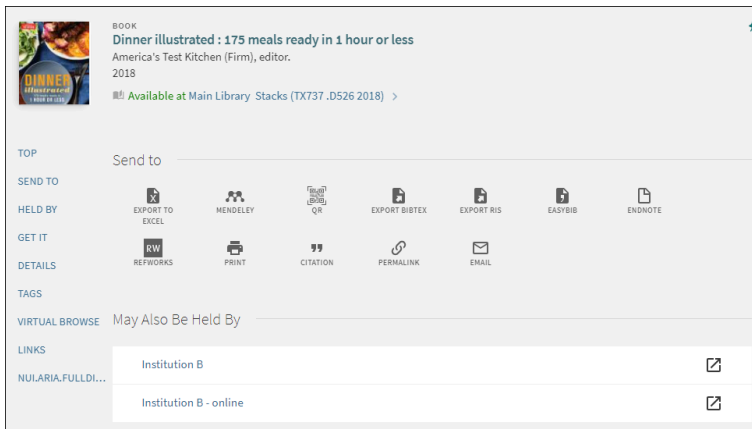 BOOK
Dinner illustrated : 175 meals ready in 1 hour or less
America's Test Kitchen (Firm), editor.
2018
Available at Main Library Stacks (TX737 .D526 2018) >
DINNER
illustrated
1 HOUR OR LESS
TOP
SEND TO
HELD BY
GET IT
DETAILS
TAGS
VIRTUAL BROWSE
LINKS
NUI.ARIA.FULLDI...
Send to
EXPORT TO
EXCEL
MENDELEY
QR
EXPORT BIBTEX
EXPORT RIS
EASYBIB
ENDNOTE
RW
REFWORKS
PRINT
CITATION
PERMALINK
EMAIL
May Also Be Held By
Institution B
Institution B - online